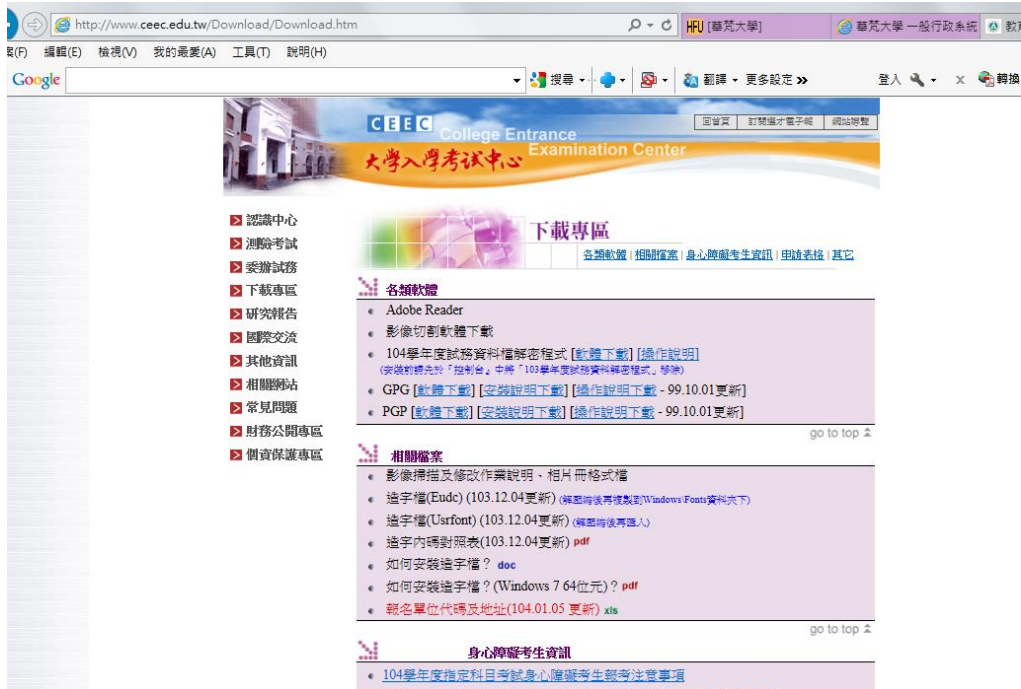 http://www.ceec.edu.tw/Download/Download.htm
HFU [華梵大學]
華梵大學 一般行政系統
教
(F) 編輯(E) 檢視(V) 我的最愛(A) 工具(T) 說明(H)
Google
搜尋
翻譯
更多設定 »
登入
x
轉換
CEEC College Entrance Examination Center
大學入學考試中心
回首頁 | 訂閱選才電子報 | 網站導覽
認識中心
測驗考試
委辦試務
下載專區
研究報告
國際交流
其他資訊
相關網站
常見問題
財務公開專區
個資保護專區
下載專區
各類軟體 | 相關檔案 | 身心障礙考生資訊 | 申請表格 | 其它
各類軟體
Adobe Reader
影像切割軟體下載
104學年度試務資料檔解密程式 [軟體下載] [操作說明]
(安裝前請先於「控制台」中將「103學年度試務資料解密程式」移除)
GPG [軟體下載] [安裝說明下載] [操作說明下載 - 99.10.01更新]
PGP [軟體下載] [安裝說明下載] [操作說明下載 - 99.10.01更新]
go to top
相關檔案
影像掃描及修改作業說明、相片冊格式檔
造字檔(Eudc) (103.12.04更新) (解壓縮後再複製到Windows\Fonts資料夾下)
造字檔(Usrfont) (103.12.04更新) (解壓縮後再匯入)
造字內碼對照表(103.12.04更新) pdf
如何安裝造字檔? doc
如何安裝造字檔?(Windows 7 64位元)? pdf
報名單位代碼及地址(104.01.05 更新) xls
go to top
身心障礙考生資訊
104學年度指定科目考試身心障礙考生報考注意事項